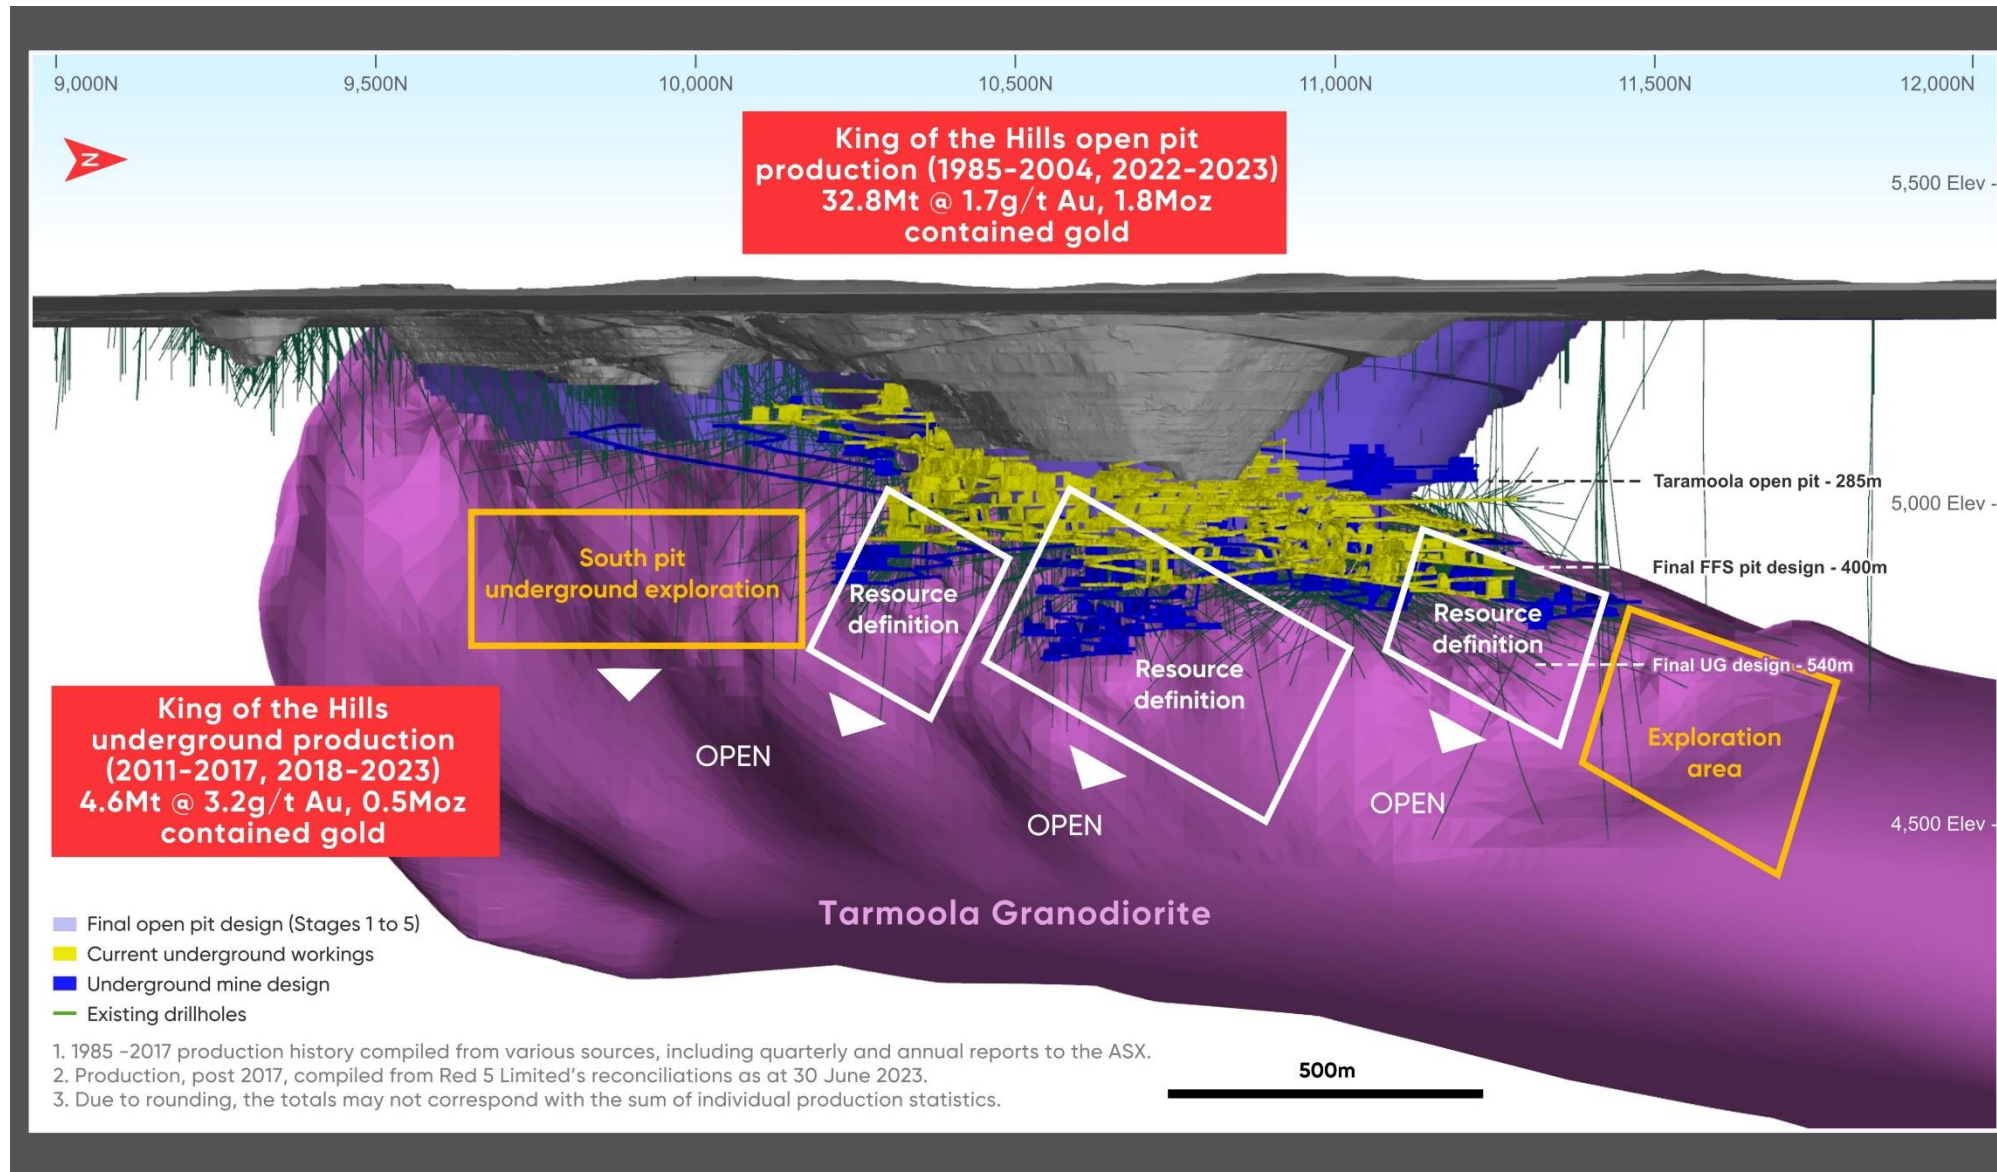 9,000N
9,500N
10,000N
10,500N
11,000N
11,500N
12,000N
N
King of the Hills open pit
production (1985-2004, 2022-2023)
32.8Mt @ 1.7g/t Au, 1.8Moz
contained gold
5,500 Elev
Taramoola open pit - 285m
5,000 Elev
South pit
underground exploration
Resource
definition
Resource
definition
Resource
definition
Final FFS pit design - 400m
Final UG design - 540m
Exploration
area
King of the Hills
underground production
(2011-2017, 2018-2023)
4.6Mt @ 3.2g/t Au, 0.5Moz
contained gold
OPEN
OPEN
OPEN
4,500 Elev
Tarmoola Granodiorite
Final open pit design (Stages 1 to 5)
Current underground workings
Underground mine design
Existing drillholes
1. 1985 -2017 production history compiled from various sources, including quarterly and annual reports to the ASX.
2. Production, post 2017, compiled from Red 5 Limited's reconciliations as at 30 June 2023.
3. Due to rounding, the totals may not correspond with the sum of individual production statistics.
500m